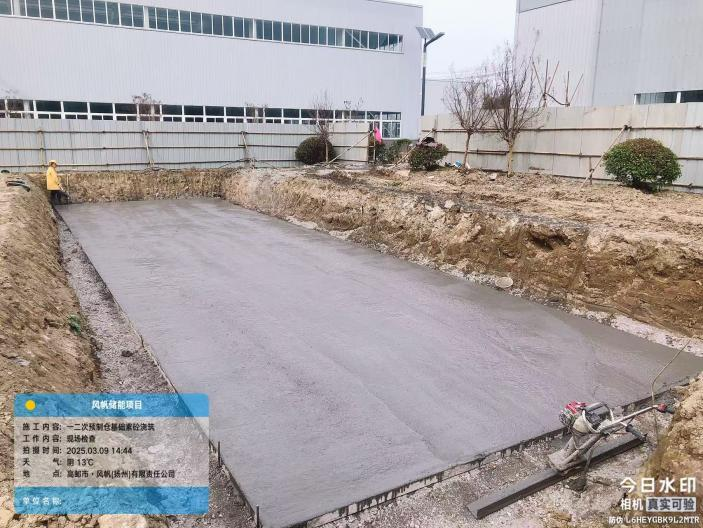 风帆储能项目
施工内容：一二次预制仓基础素砼浇筑
工作内容：现场检查
拍摄时间：2025.03.09 14:44
天　　气：阴 13℃
地　　点：高邮市·风帆(扬州)有限责任公司
单位名称：
今日水印
相机 真实可验
防伪 L6HEYGBK9L2MTR